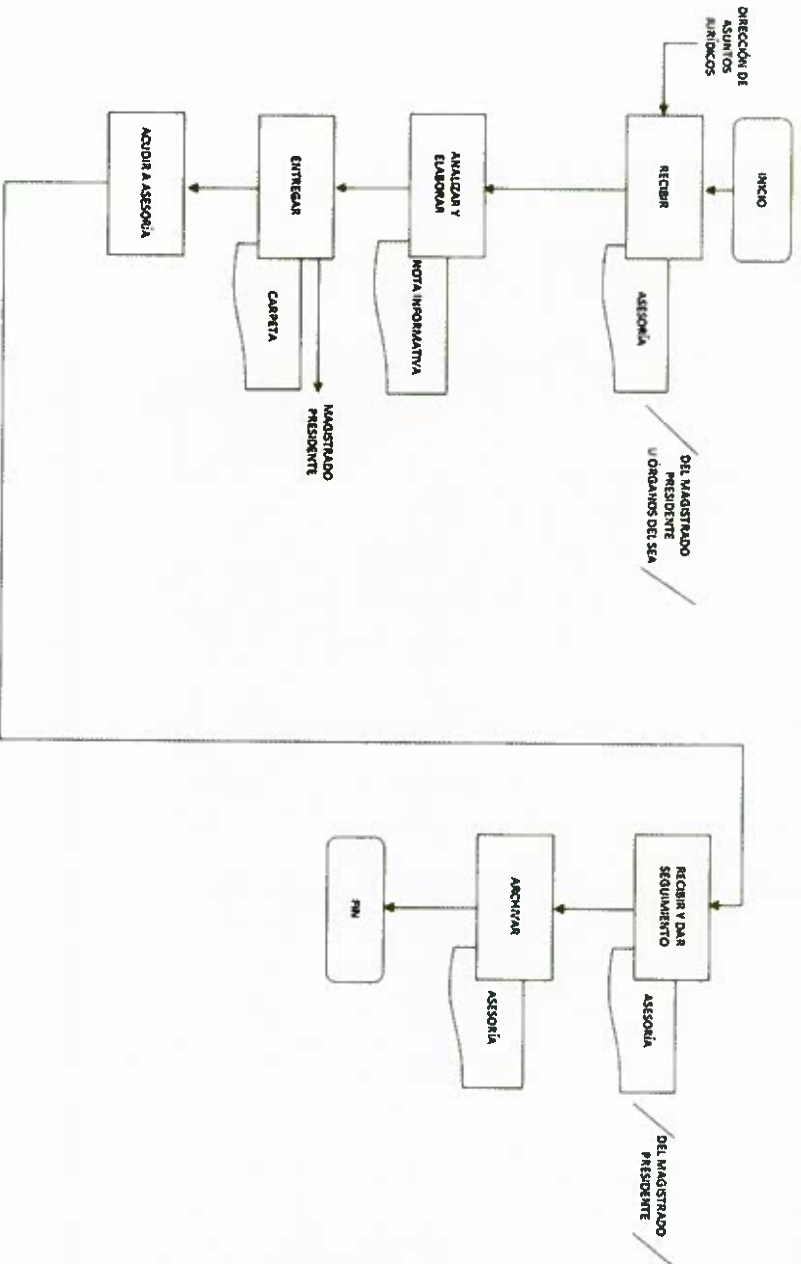 INICIO
DIRECCIÓN DE
ASUNTOS
JURÍDICOS
RECIBIR
ASESORÍA
DEL MAGISTRADO
PRESIDENTE
U ÓRGANOS DEL SEA
ANALIZAR Y
ELABORAR
NOTA INFORMATIVA
ENTREGAR
CARPETA
MAGISTRADO
PRESIDENTE
ACUDIR A ASESORÍA
RECIBIR Y DAR
SEGUIMIENTO
ASESORÍA
DEL MAGISTRADO
PRESIDENTE
ARCHIVAR
ASESORÍA
FIN